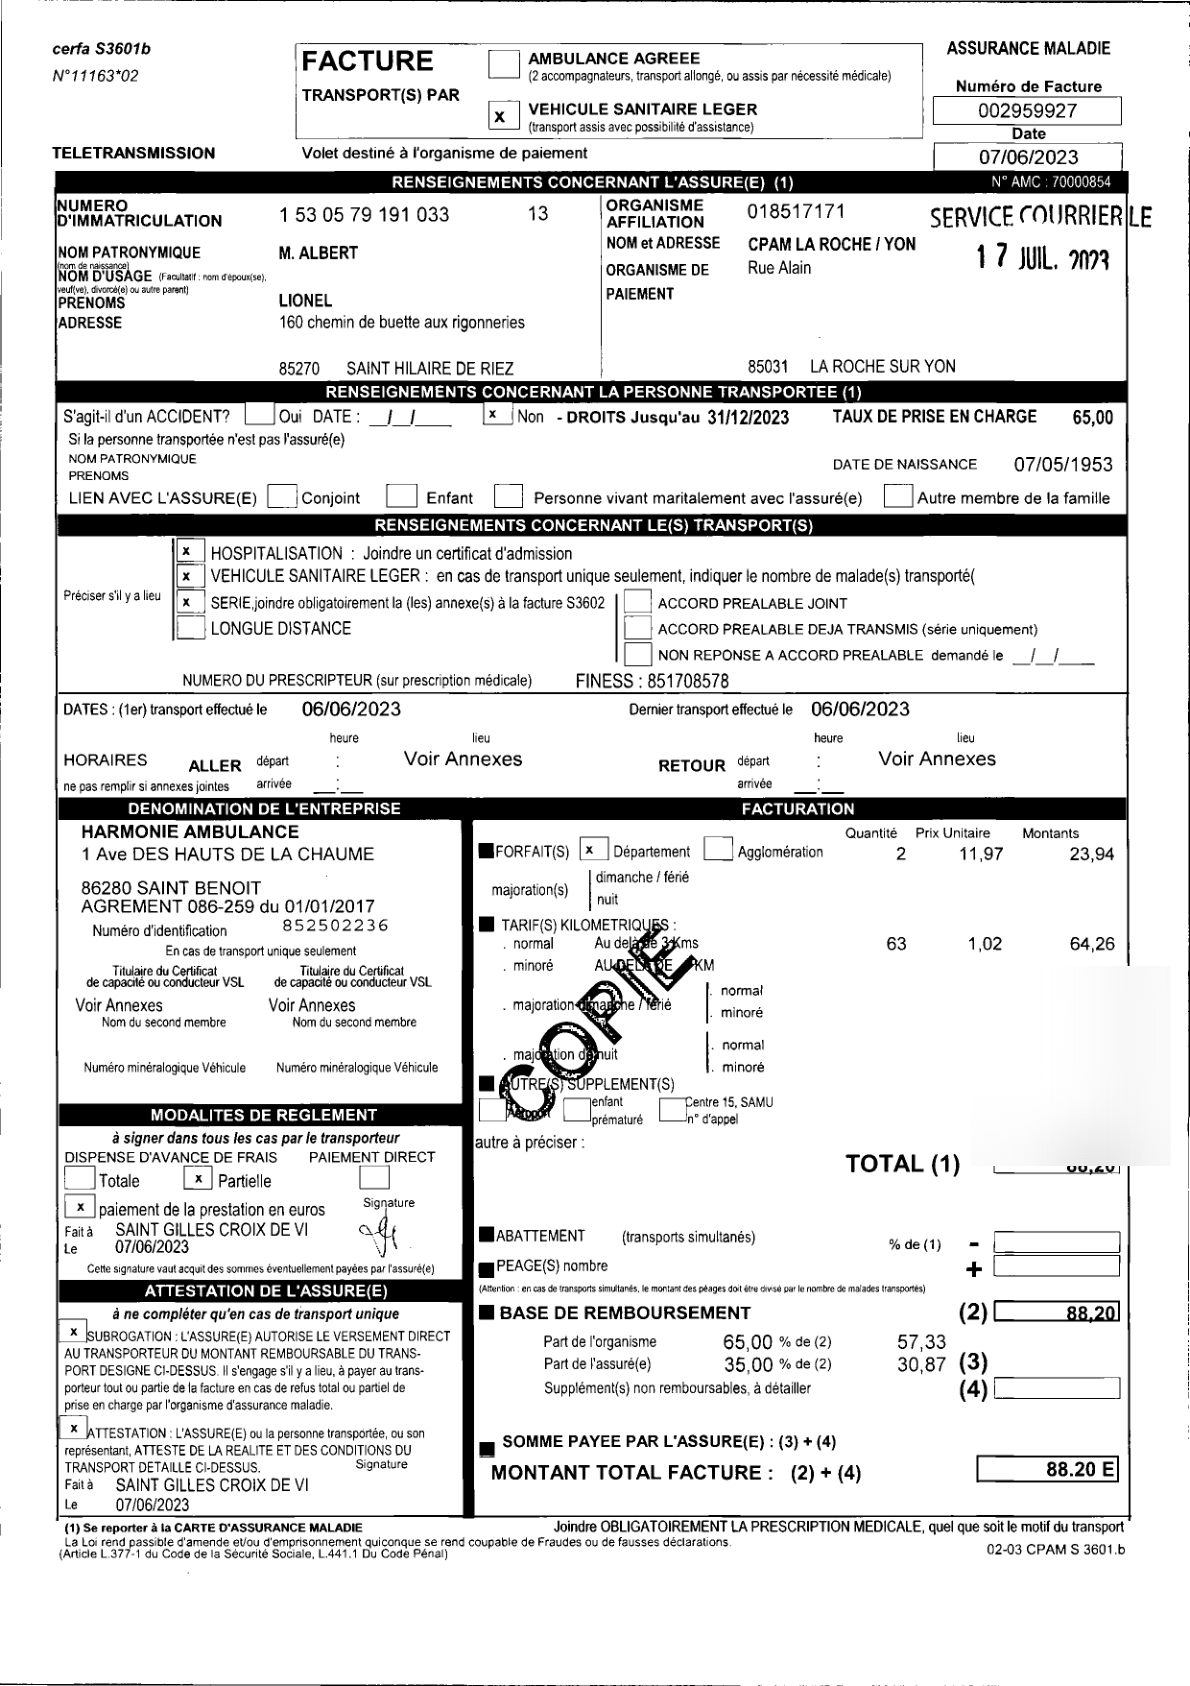 cerfa S3601b
N°11163*02
FACTURE
TRANSPORT(S) PAR
AMBULANCE AGREEE
(2 accompagnateurs, transport allongé, ou assis par nécessité médicale)
x VEHICULE SANITAIRE LEGER
(transport assis avec possibilité d'assistance)
ASSURANCE MALADIE
Numéro de Facture
002959927
Date
07/06/2023
TELETRANSMISSION
Volet destiné à l'organisme de paiement
RENSEIGNEMENTS CONCERNANT L'ASSURE(E) (1)
N° AMC : 70000854
NUMERO D'IMMATRICULATION 1 53 05 79 191 033 13
NOM PATRONYMIQUE M. ALBERT
(nom de naissance)
NOM D'USAGE (Facultatif : nom d'époux(se),
veuf(ve), divorcé(e) ou autre parent)
PRENOMS LIONEL
ADRESSE 160 chemin de buette aux rigonneries
85270 SAINT HILAIRE DE RIEZ
ORGANISME AFFILIATION 018517171
NOM et ADRESSE CPAM LA ROCHE / YON
ORGANISME DE Rue Alain
PAIEMENT
85031 LA ROCHE SUR YON
SERVICE COURRIER LE
17 JUIL. 2023
RENSEIGNEMENTS CONCERNANT LA PERSONNE TRANSPORTEE (1)
S'agit-il d'un ACCIDENT? Oui DATE : __/__/____ x Non - DROITS Jusqu'au 31/12/2023 TAUX DE PRISE EN CHARGE 65,00
Si la personne transportée n'est pas l'assuré(e)
NOM PATRONYMIQUE
PRENOMS
DATE DE NAISSANCE 07/05/1953
LIEN AVEC L'ASSURE(E) Conjoint Enfant Personne vivant maritalement avec l'assuré(e) Autre membre de la famille
RENSEIGNEMENTS CONCERNANT LE(S) TRANSPORT(S)
Préciser s'il y a lieu
x HOSPITALISATION : Joindre un certificat d'admission
x VEHICULE SANITAIRE LEGER : en cas de transport unique seulement, indiquer le nombre de malade(s) transporté(
x SERIE,joindre obligatoirement la (les) annexe(s) à la facture S3602
LONGUE DISTANCE
ACCORD PREALABLE JOINT
ACCORD PREALABLE DEJA TRANSMIS (série uniquement)
NON REPONSE A ACCORD PREALABLE demandé le __/__/____
NUMERO DU PRESCRIPTEUR (sur prescription médicale) FINESS : 851708578
DATES : (1er) transport effectué le 06/06/2023 Dernier transport effectué le 06/06/2023
heure lieu heure lieu
HORAIRES ALLER départ : Voir Annexes RETOUR départ : Voir Annexes
ne pas remplir si annexes jointes arrivée __:__ arrivée __:__
DENOMINATION DE L'ENTREPRISE
HARMONIE AMBULANCE
1 Ave DES HAUTS DE LA CHAUME
86280 SAINT BENOIT
AGREMENT 086-259 du 01/01/2017
Numéro d'identification 852502236
En cas de transport unique seulement
Titulaire du Certificat Titulaire du Certificat
de capacité ou conducteur VSL de capacité ou conducteur VSL
Voir Annexes Voir Annexes
Nom du second membre Nom du second membre
Numéro minéralogique Véhicule Numéro minéralogique Véhicule
MODALITES DE REGLEMENT
à signer dans tous les cas par le transporteur
DISPENSE D'AVANCE DE FRAIS PAIEMENT DIRECT
Totale x Partielle
x paiement de la prestation en euros Signature
Fait à SAINT GILLES CROIX DE VI
Le 07/06/2023
Cette signature vaut acquit des sommes éventuellement payées par l'assuré(e)
ATTESTATION DE L'ASSURE(E)
à ne compléter qu'en cas de transport unique
x SUBROGATION : L'ASSURE(E) AUTORISE LE VERSEMENT DIRECT
AU TRANSPORTEUR DU MONTANT REMBOURSABLE DU TRANS-
PORT DESIGNE CI-DESSUS. Il s'engage s'il y a lieu, à payer au trans-
porteur tout ou partie de la facture en cas de refus total ou partiel de
prise en charge par l'organisme d'assurance maladie.
x ATTESTATION : L'ASSURE(E) ou la personne transportée, ou son
représentant, ATTESTE DE LA REALITE ET DES CONDITIONS DU
TRANSPORT DETAILLE CI-DESSUS. Signature
Fait à SAINT GILLES CROIX DE VI
Le 07/06/2023
FACTURATION
Quantité Prix Unitaire Montants
FORFAIT(S) x Département Agglomération 2 11,97 23,94
majoration(s) dimanche / férié
nuit
TARIF(S) KILOMETRIQUES :
. normal Au delà de 3 Kms 63 1,02 64,26
. minoré AU DELA DE KM
. majoration dimanche / férié . normal
. minoré
. majoration de nuit . normal
. minoré
COPIE
AUTRE(S) SUPPLEMENT(S)
Aéroport enfant prématuré Centre 15, SAMU n° d'appel
autre à préciser :
TOTAL (1) 88,20
ABATTEMENT (transports simultanés) % de (1) -
PEAGE(S) nombre +
(Attention : en cas de transports simultanés, le montant des péages doit être divisé par le nombre de malades transportés)
BASE DE REMBOURSEMENT (2) 88,20
Part de l'organisme 65,00 % de (2) 57,33
Part de l'assuré(e) 35,00 % de (2) 30,87 (3)
Supplément(s) non remboursables, à détailler (4)
SOMME PAYEE PAR L'ASSURE(E) : (3) + (4)
MONTANT TOTAL FACTURE : (2) + (4) 88.20 E
(1) Se reporter à la CARTE D'ASSURANCE MALADIE
La Loi rend passible d'amende et/ou d'emprisonnement quiconque se rend coupable de Fraudes ou de fausses déclarations.
(Article L.377-1 du Code de la Sécurité Sociale, L.441.1 Du Code Pénal)
Joindre OBLIGATOIREMENT LA PRESCRIPTION MEDICALE, quel que soit le motif du transport
02-03 CPAM S 3601.b